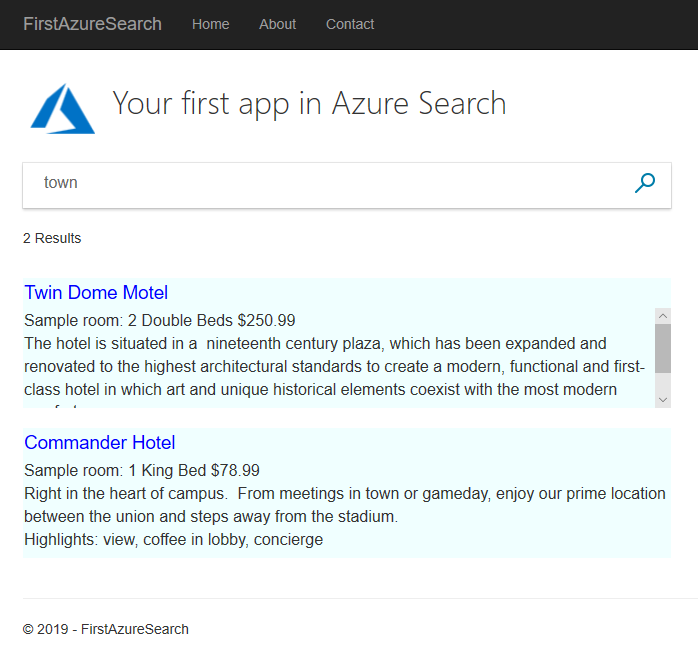 FirstAzureSearch Home About Contact
Your first app in Azure Search
town
2 Results
Twin Dome Motel
Sample room: 2 Double Beds $250.99
The hotel is situated in a  nineteenth century plaza, which has been expanded and
renovated to the highest architectural standards to create a modern, functional and first-
class hotel in which art and unique historical elements coexist with the most modern
Commander Hotel
Sample room: 1 King Bed $78.99
Right in the heart of campus.  From meetings in town or gameday, enjoy our prime location
between the union and steps away from the stadium.
Highlights: view, coffee in lobby, concierge
© 2019 - FirstAzureSearch